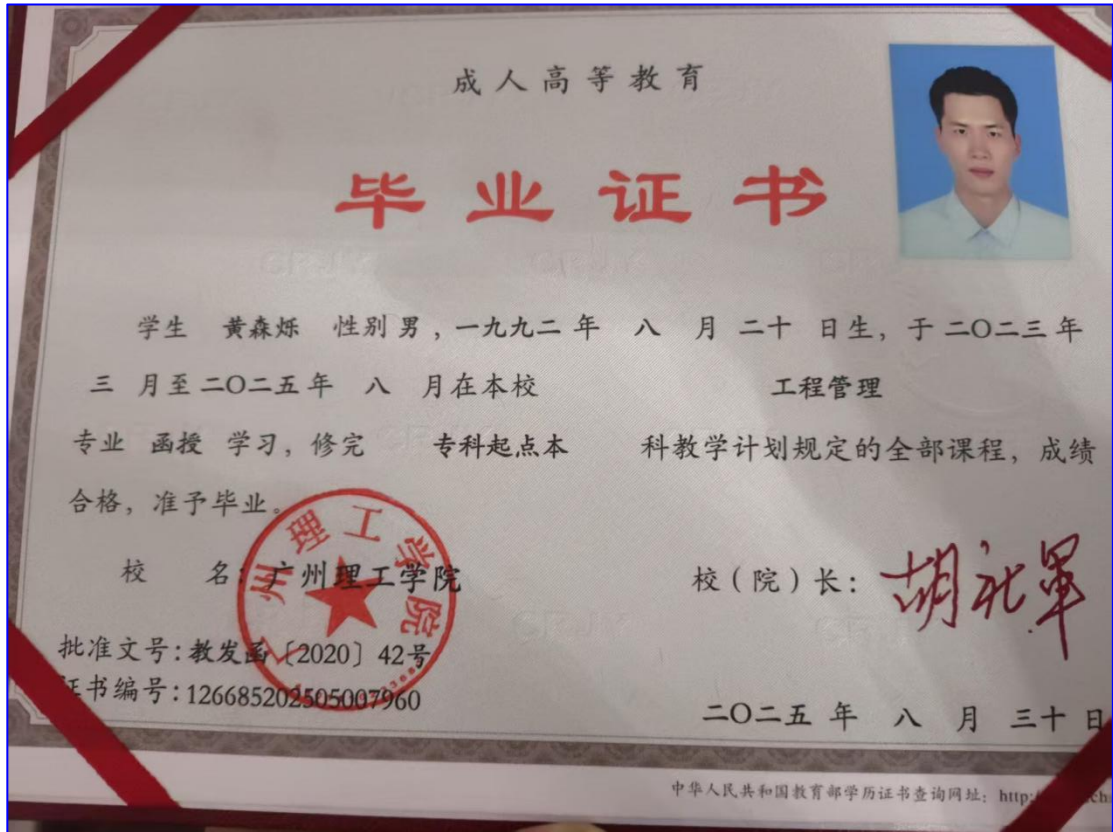 成人高等教育
毕业证书
学生 黄森烁 性别 男，一九九二 年 八 月 二十 日生，于 二〇二三 年
三 月至 二〇二五 年 八 月在本校 工程管理
专业 函授 学习，修完 专科起点本 科教学计划规定的全部课程，成绩
合格，准予毕业。
校 名：广州理工学院
校（院）长：胡社军
批准文号：教发函〔2020〕42号
证书编号：126685202505007960
二〇二五 年 八 月 三十 日
中华人民共和国教育部学历证书查询网址：http: